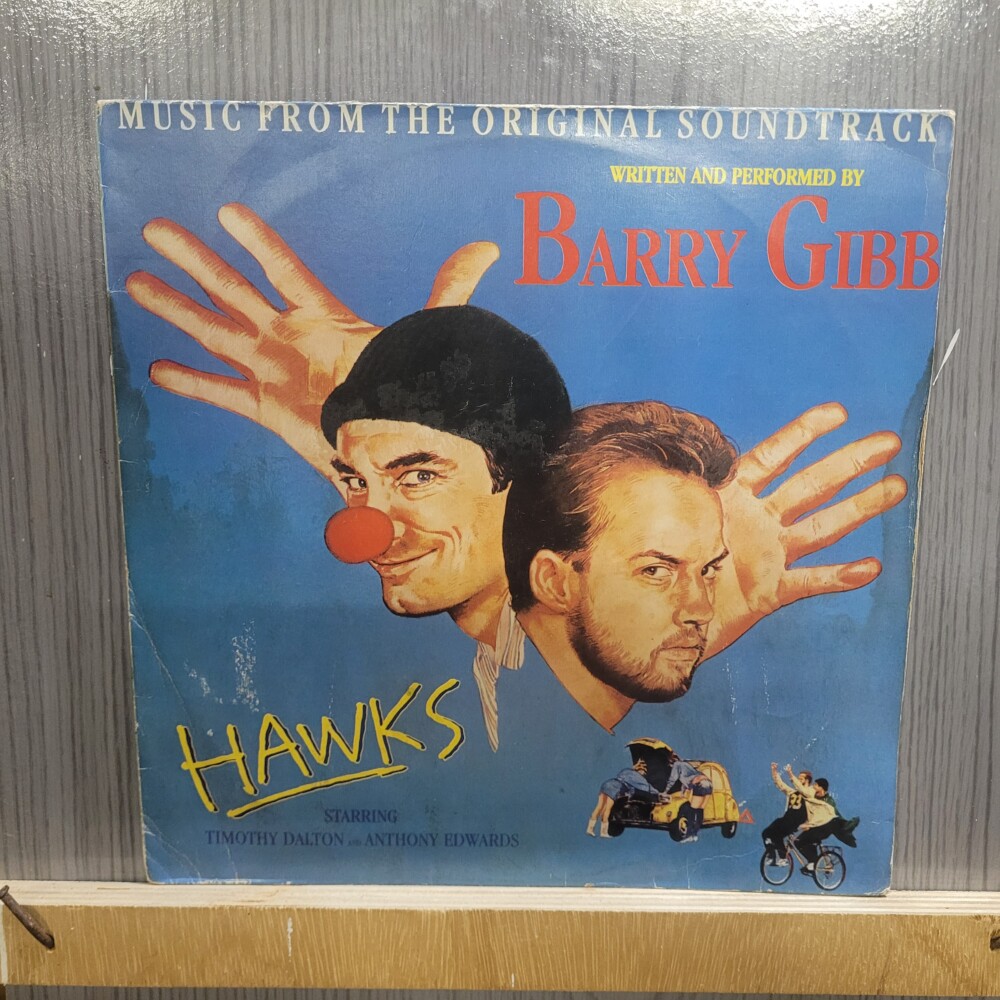 MUSIC FROM THE ORIGINAL SOUNDTRACK
WRITTEN AND PERFORMED BY
BARRY GIBB
HAWKS
STARRING
TIMOTHY DALTON AND ANTHONY EDWARDS